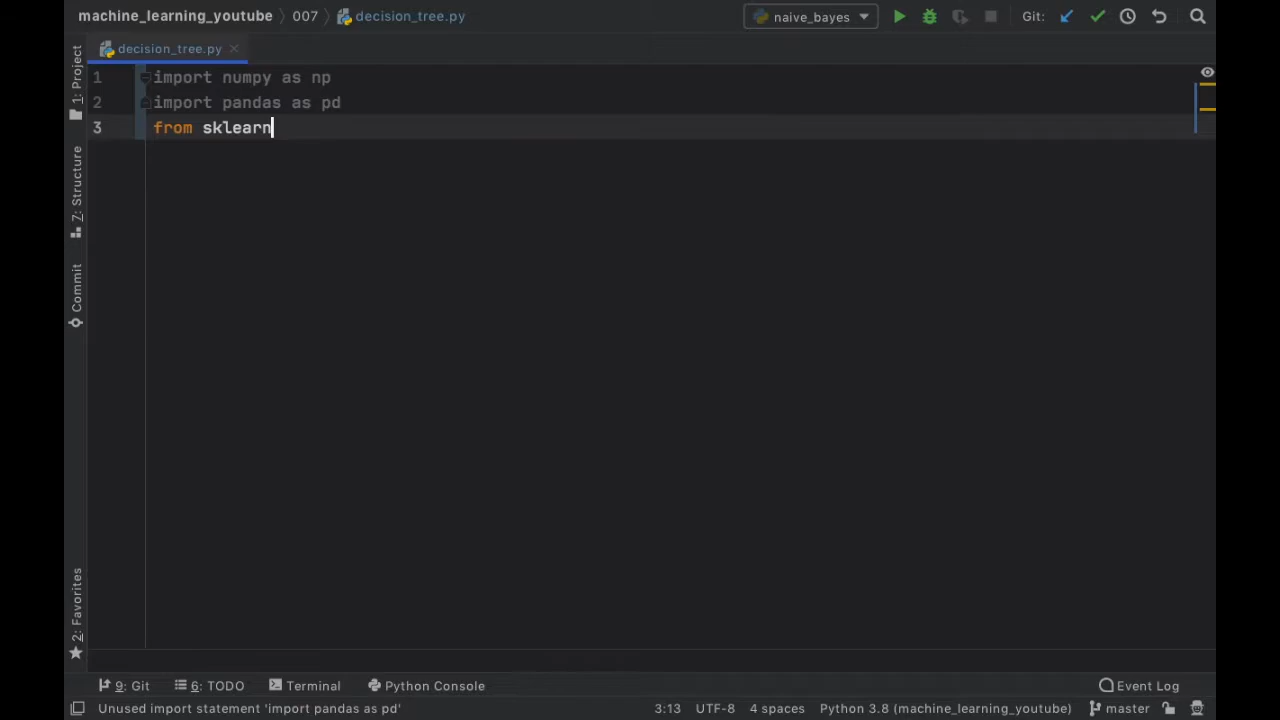 machine_learning_youtube 007 decision_tree.py naive_bayes Git:
decision_tree.py
1: Project
7: Structure
Commit
2: Favorites
1 import numpy as np
2 import pandas as pd
3 from sklearn
9: Git 6: TODO Terminal Python Console Event Log
Unused import statement 'import pandas as pd' 3:13 UTF-8 4 spaces Python 3.8 (machine_learning_youtube) master